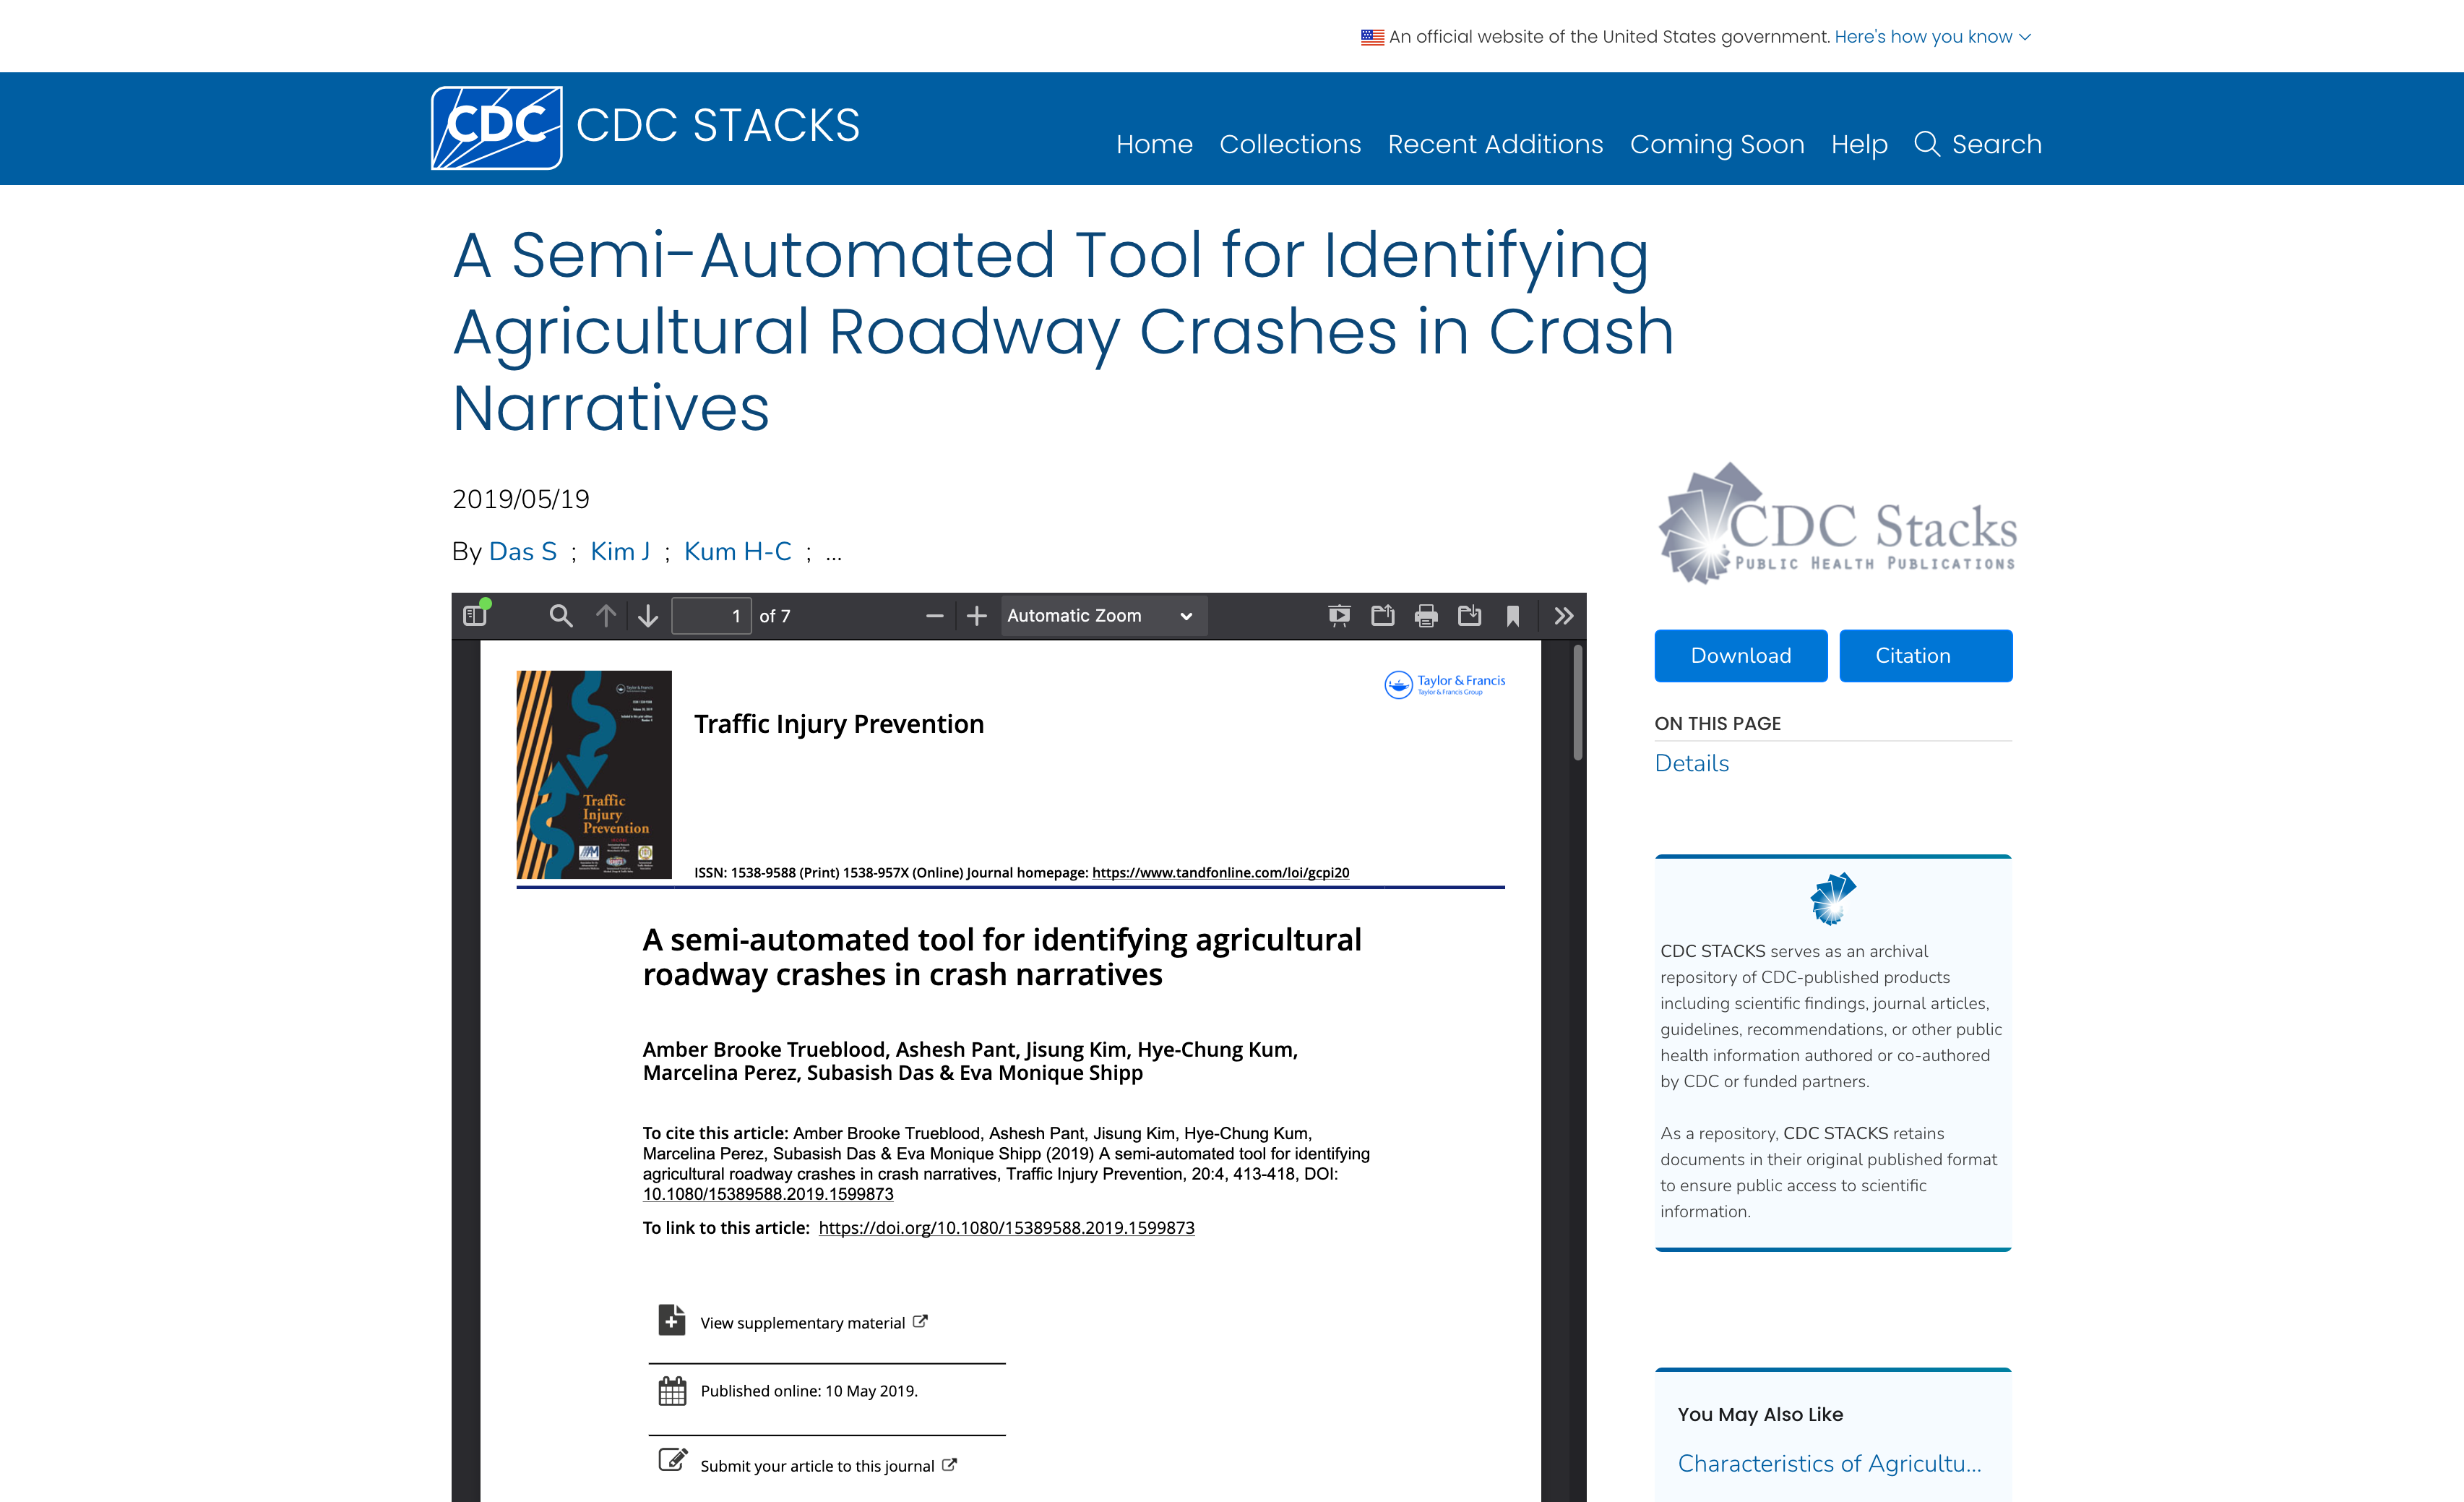 An official website of the United States government. Here's how you know
CDC
CDC STACKS
Home Collections Recent Additions Coming Soon Help Search
A Semi-Automated Tool for Identifying
Agricultural Roadway Crashes in Crash
Narratives
2019/05/19
By Das S ; Kim J ; Kum H-C ; ...
CDC Stacks
PUBLIC HEALTH PUBLICATIONS
1 of 7
Automatic Zoom
Download
Citation
ON THIS PAGE
Details
Taylor & Francis
Taylor & Francis Group
Traffic Injury Prevention
Traffic
Injury
Prevention
ISSN: 1538-9588 (Print) 1538-957X (Online) Journal homepage: https://www.tandfonline.com/loi/gcpi20
A semi-automated tool for identifying agricultural
roadway crashes in crash narratives
Amber Brooke Trueblood, Ashesh Pant, Jisung Kim, Hye-Chung Kum,
Marcelina Perez, Subasish Das & Eva Monique Shipp
To cite this article: Amber Brooke Trueblood, Ashesh Pant, Jisung Kim, Hye-Chung Kum,
Marcelina Perez, Subasish Das & Eva Monique Shipp (2019) A semi-automated tool for identifying
agricultural roadway crashes in crash narratives, Traffic Injury Prevention, 20:4, 413-418, DOI:
10.1080/15389588.2019.1599873
To link to this article: https://doi.org/10.1080/15389588.2019.1599873
View supplementary material
Published online: 10 May 2019.
Submit your article to this journal
CDC STACKS serves as an archival
repository of CDC-published products
including scientific findings, journal articles,
guidelines, recommendations, or other public
health information authored or co-authored
by CDC or funded partners.
As a repository, CDC STACKS retains
documents in their original published format
to ensure public access to scientific
information.
You May Also Like
Characteristics of Agricultu...